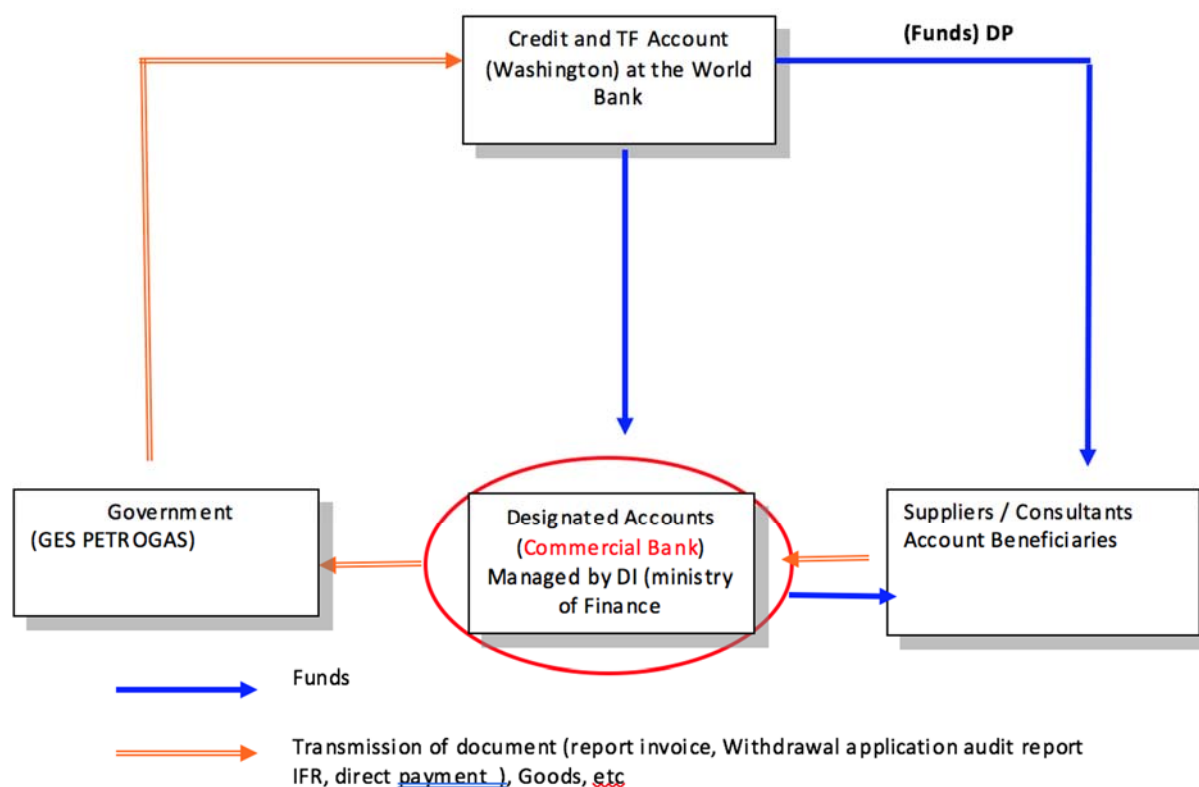 Credit and TF Account
(Washington) at the World
Bank
(Funds) DP
Government
(GES PETROGAS)
Designated Accounts
(Commercial Bank)
Managed by DI (ministry
of Finance
Suppliers / Consultants
Account Beneficiaries
Funds
Transmission of document (report invoice, Withdrawal application audit report
IFR, direct payment  ), Goods, etc